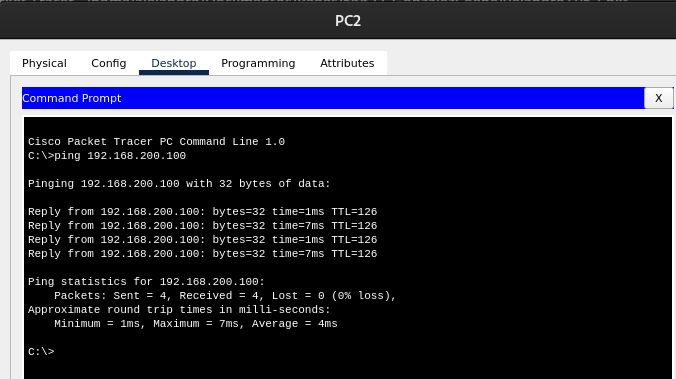 PC2
Physical Config Desktop Programming Attributes
Command Prompt X
Cisco Packet Tracer PC Command Line 1.0
C:\>ping 192.168.200.100
Pinging 192.168.200.100 with 32 bytes of data:
Reply from 192.168.200.100: bytes=32 time=1ms TTL=126
Reply from 192.168.200.100: bytes=32 time=7ms TTL=126
Reply from 192.168.200.100: bytes=32 time=1ms TTL=126
Reply from 192.168.200.100: bytes=32 time=7ms TTL=126
Ping statistics for 192.168.200.100:
Packets: Sent = 4, Received = 4, Lost = 0 (0% loss),
Approximate round trip times in milli-seconds:
Minimum = 1ms, Maximum = 7ms, Average = 4ms
C:\>